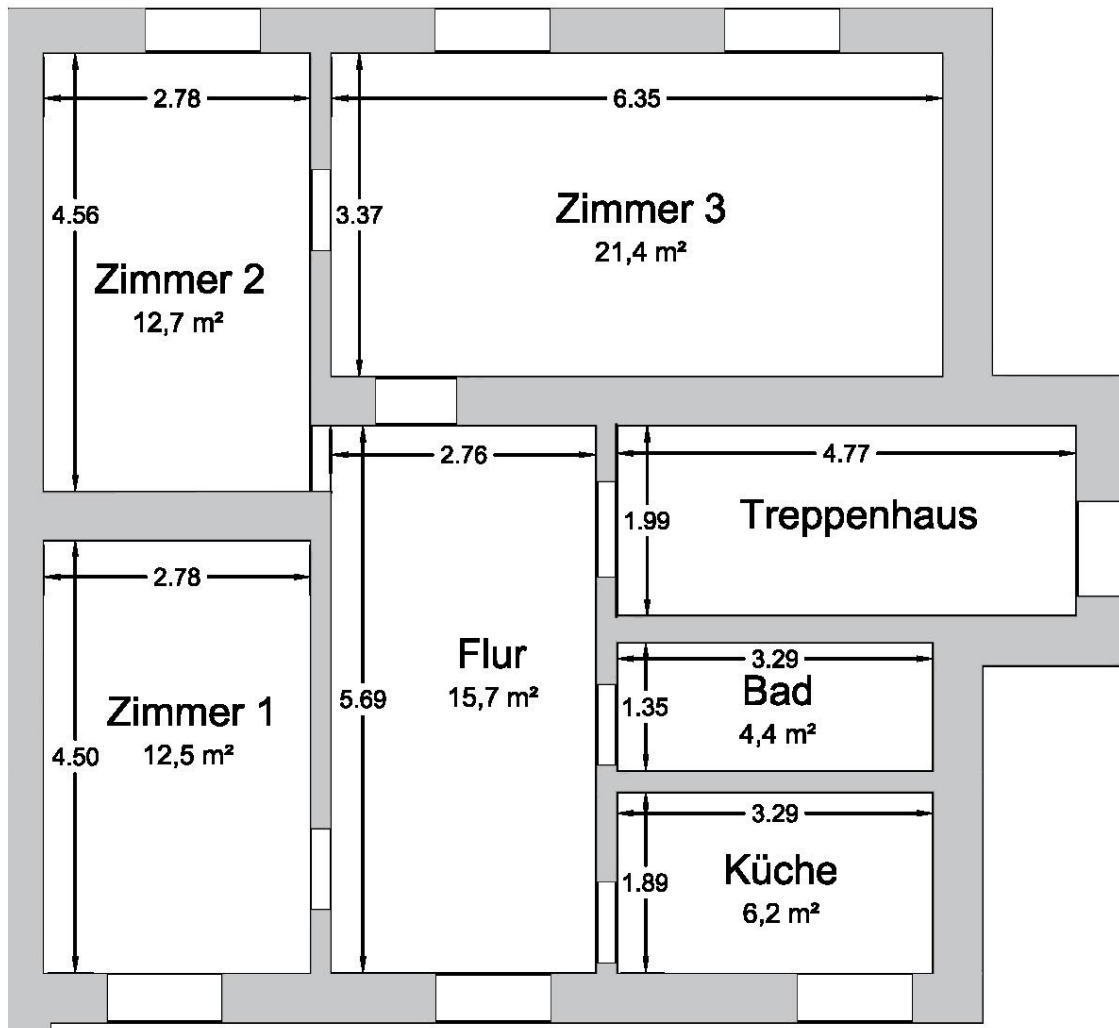 2.78
6.35
4.56
3.37
Zimmer 3
21,4 m²
Zimmer 2
12,7 m²
2.76
4.77
1.99
Treppenhaus
2.78
Flur
15,7 m²
5.69
3.29
1.35
Bad
4,4 m²
Zimmer 1
12,5 m²
4.50
3.29
1.89
Küche
6,2 m²